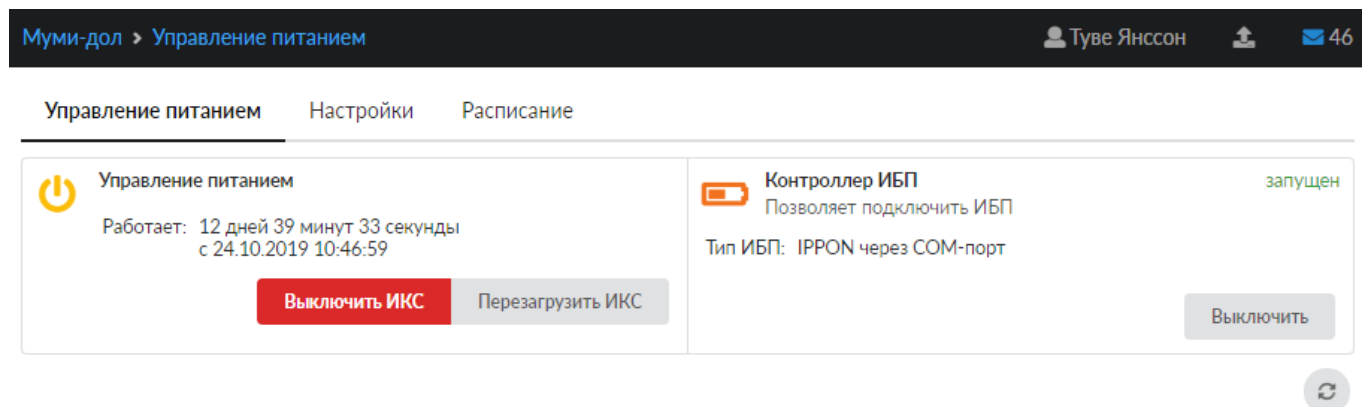 Муми-дол > Управление питанием
Туве Янссон
46
Управление питанием Настройки Расписание
Управление питанием
Работает: 12 дней 39 минут 33 секунды
с 24.10.2019 10:46:59
Выключить ИКС Перезагрузить ИКС
Контроллер ИБП
запущен
Позволяет подключить ИБП
Тип ИБП: IPPON через COM-порт
Выключить